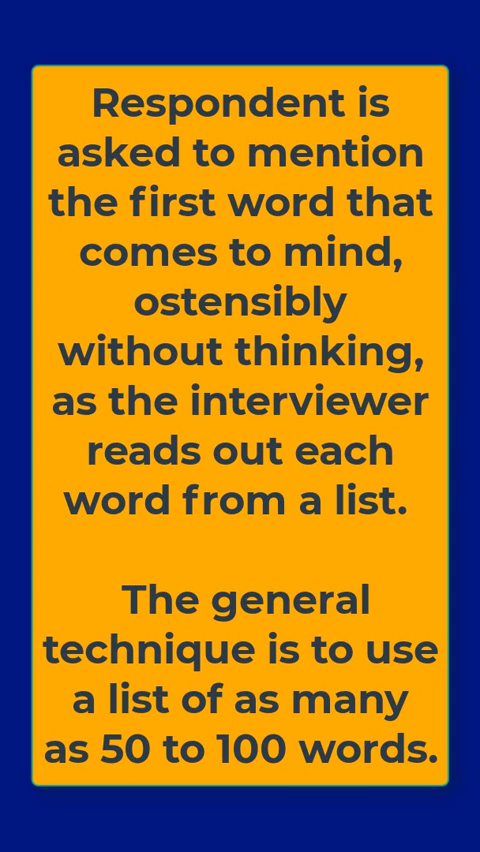 Respondent is
asked to mention
the first word that
comes to mind,
ostensibly
without thinking,
as the interviewer
reads out each
word from a list.
The general
technique is to use
a list of as many
as 50 to 100 words.